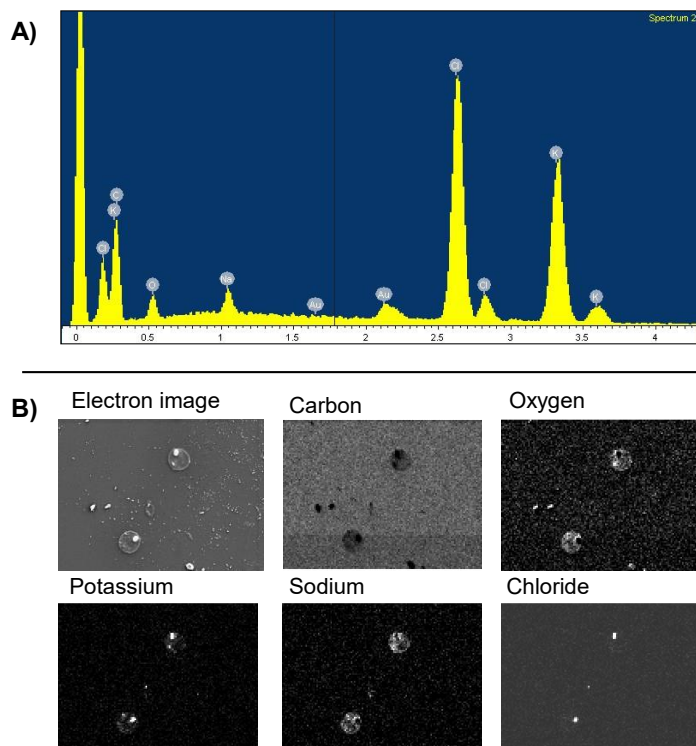 A)
Spectrum 2
Cl
K
C
K
Cl
O
Na
Au
Au
Cl
K
0 0.5 1 1.5 2 2.5 3 3.5 4
B)
Electron image Carbon Oxygen
Potassium Sodium Chloride